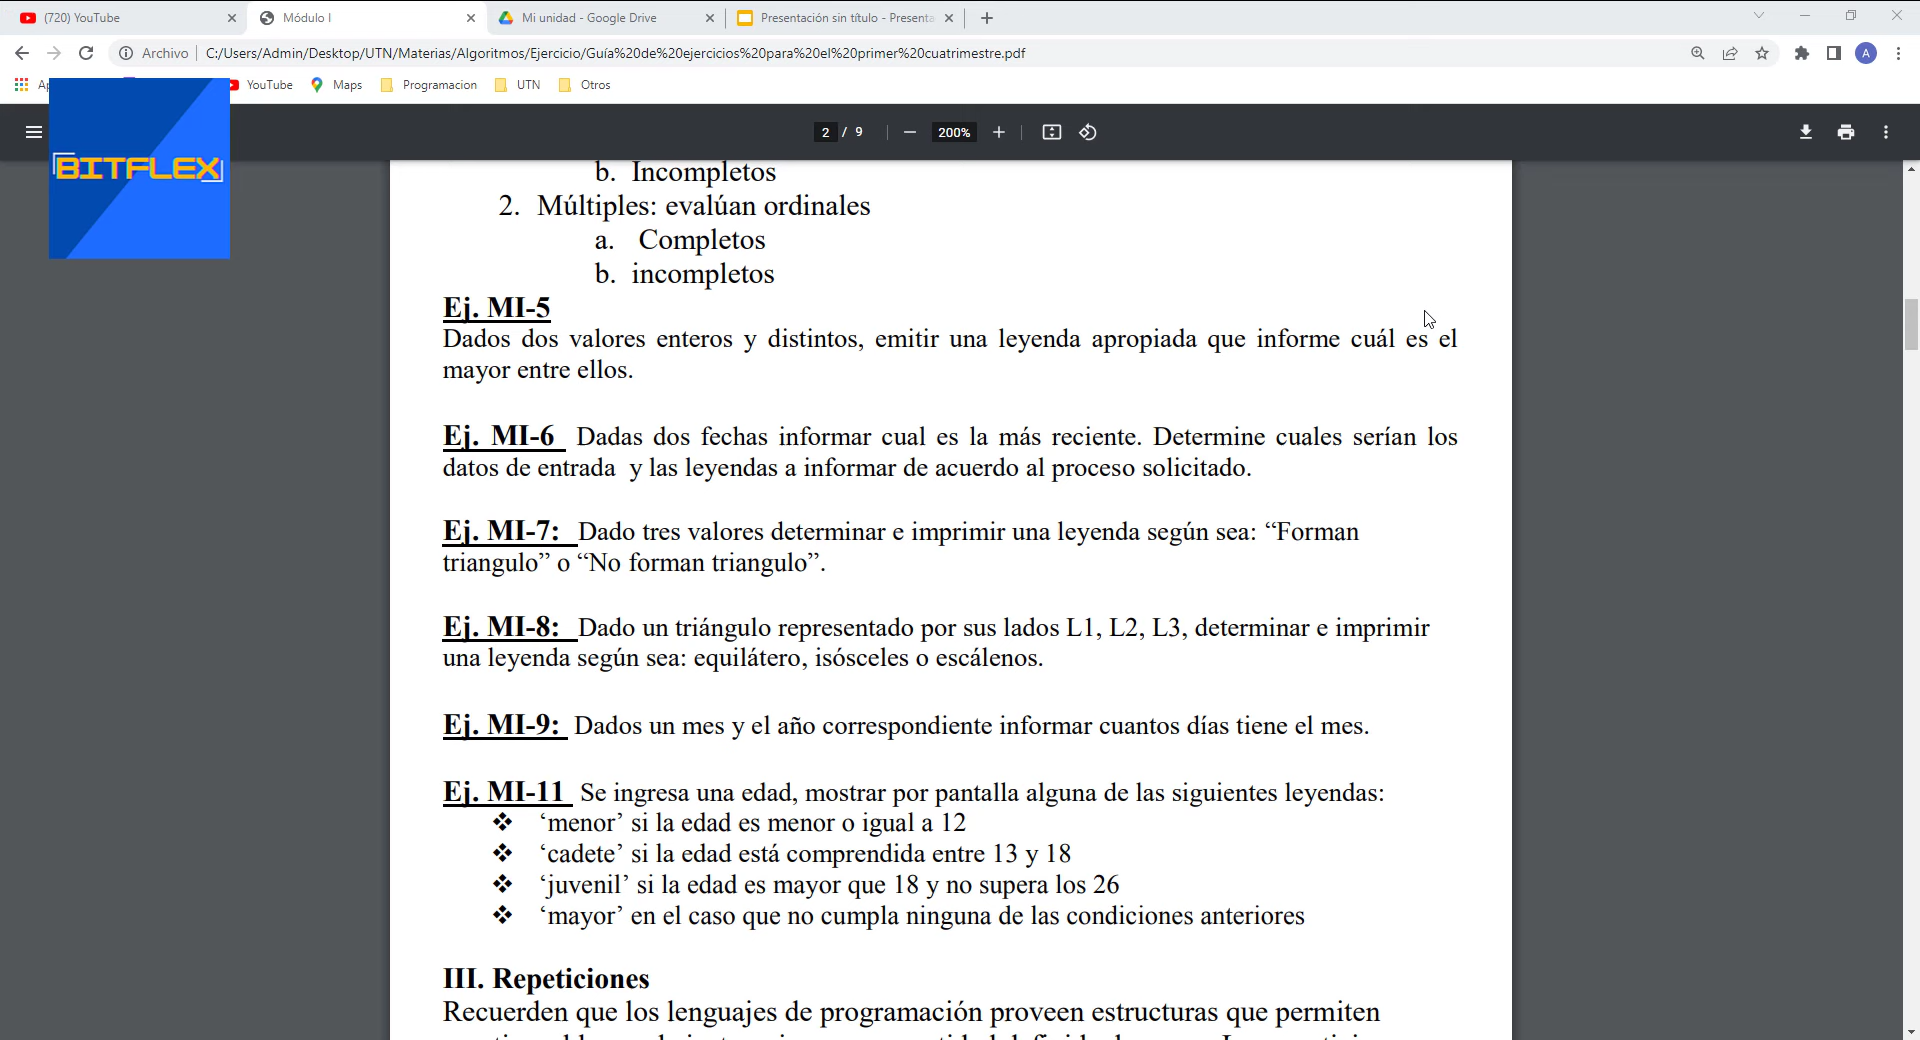 (720) YouTube
Módulo I
Mi unidad - Google Drive
Presentación sin título - Presenta
Archivo
C:/Users/Admin/Desktop/UTN/Materias/Algoritmos/Ejercicio/Guía%20de%20ejercicios%20para%20el%20primer%20cuatrimestre.pdf
A
YouTube
Maps
Programacion
UTN
Otros
BITFLEX
2 / 9
200%
b. Incompletos
2. Múltiples: evalúan ordinales
a. Completos
b. incompletos
Ej. MI-5
Dados dos valores enteros y distintos, emitir una leyenda apropiada que informe cuál es el
mayor entre ellos.
Ej. MI-6 Dadas dos fechas informar cual es la más reciente. Determine cuales serían los
datos de entrada y las leyendas a informar de acuerdo al proceso solicitado.
Ej. MI-7: Dado tres valores determinar e imprimir una leyenda según sea: “Forman
triangulo” o “No forman triangulo”.
Ej. MI-8: Dado un triángulo representado por sus lados L1, L2, L3, determinar e imprimir
una leyenda según sea: equilátero, isósceles o escálenos.
Ej. MI-9: Dados un mes y el año correspondiente informar cuantos días tiene el mes.
Ej. MI-11 Se ingresa una edad, mostrar por pantalla alguna de las siguientes leyendas:
❖ ‘menor’ si la edad es menor o igual a 12
❖ ‘cadete’ si la edad está comprendida entre 13 y 18
❖ ‘juvenil’ si la edad es mayor que 18 y no supera los 26
❖ ‘mayor’ en el caso que no cumpla ninguna de las condiciones anteriores
III. Repeticiones
Recuerden que los lenguajes de programación proveen estructuras que permiten